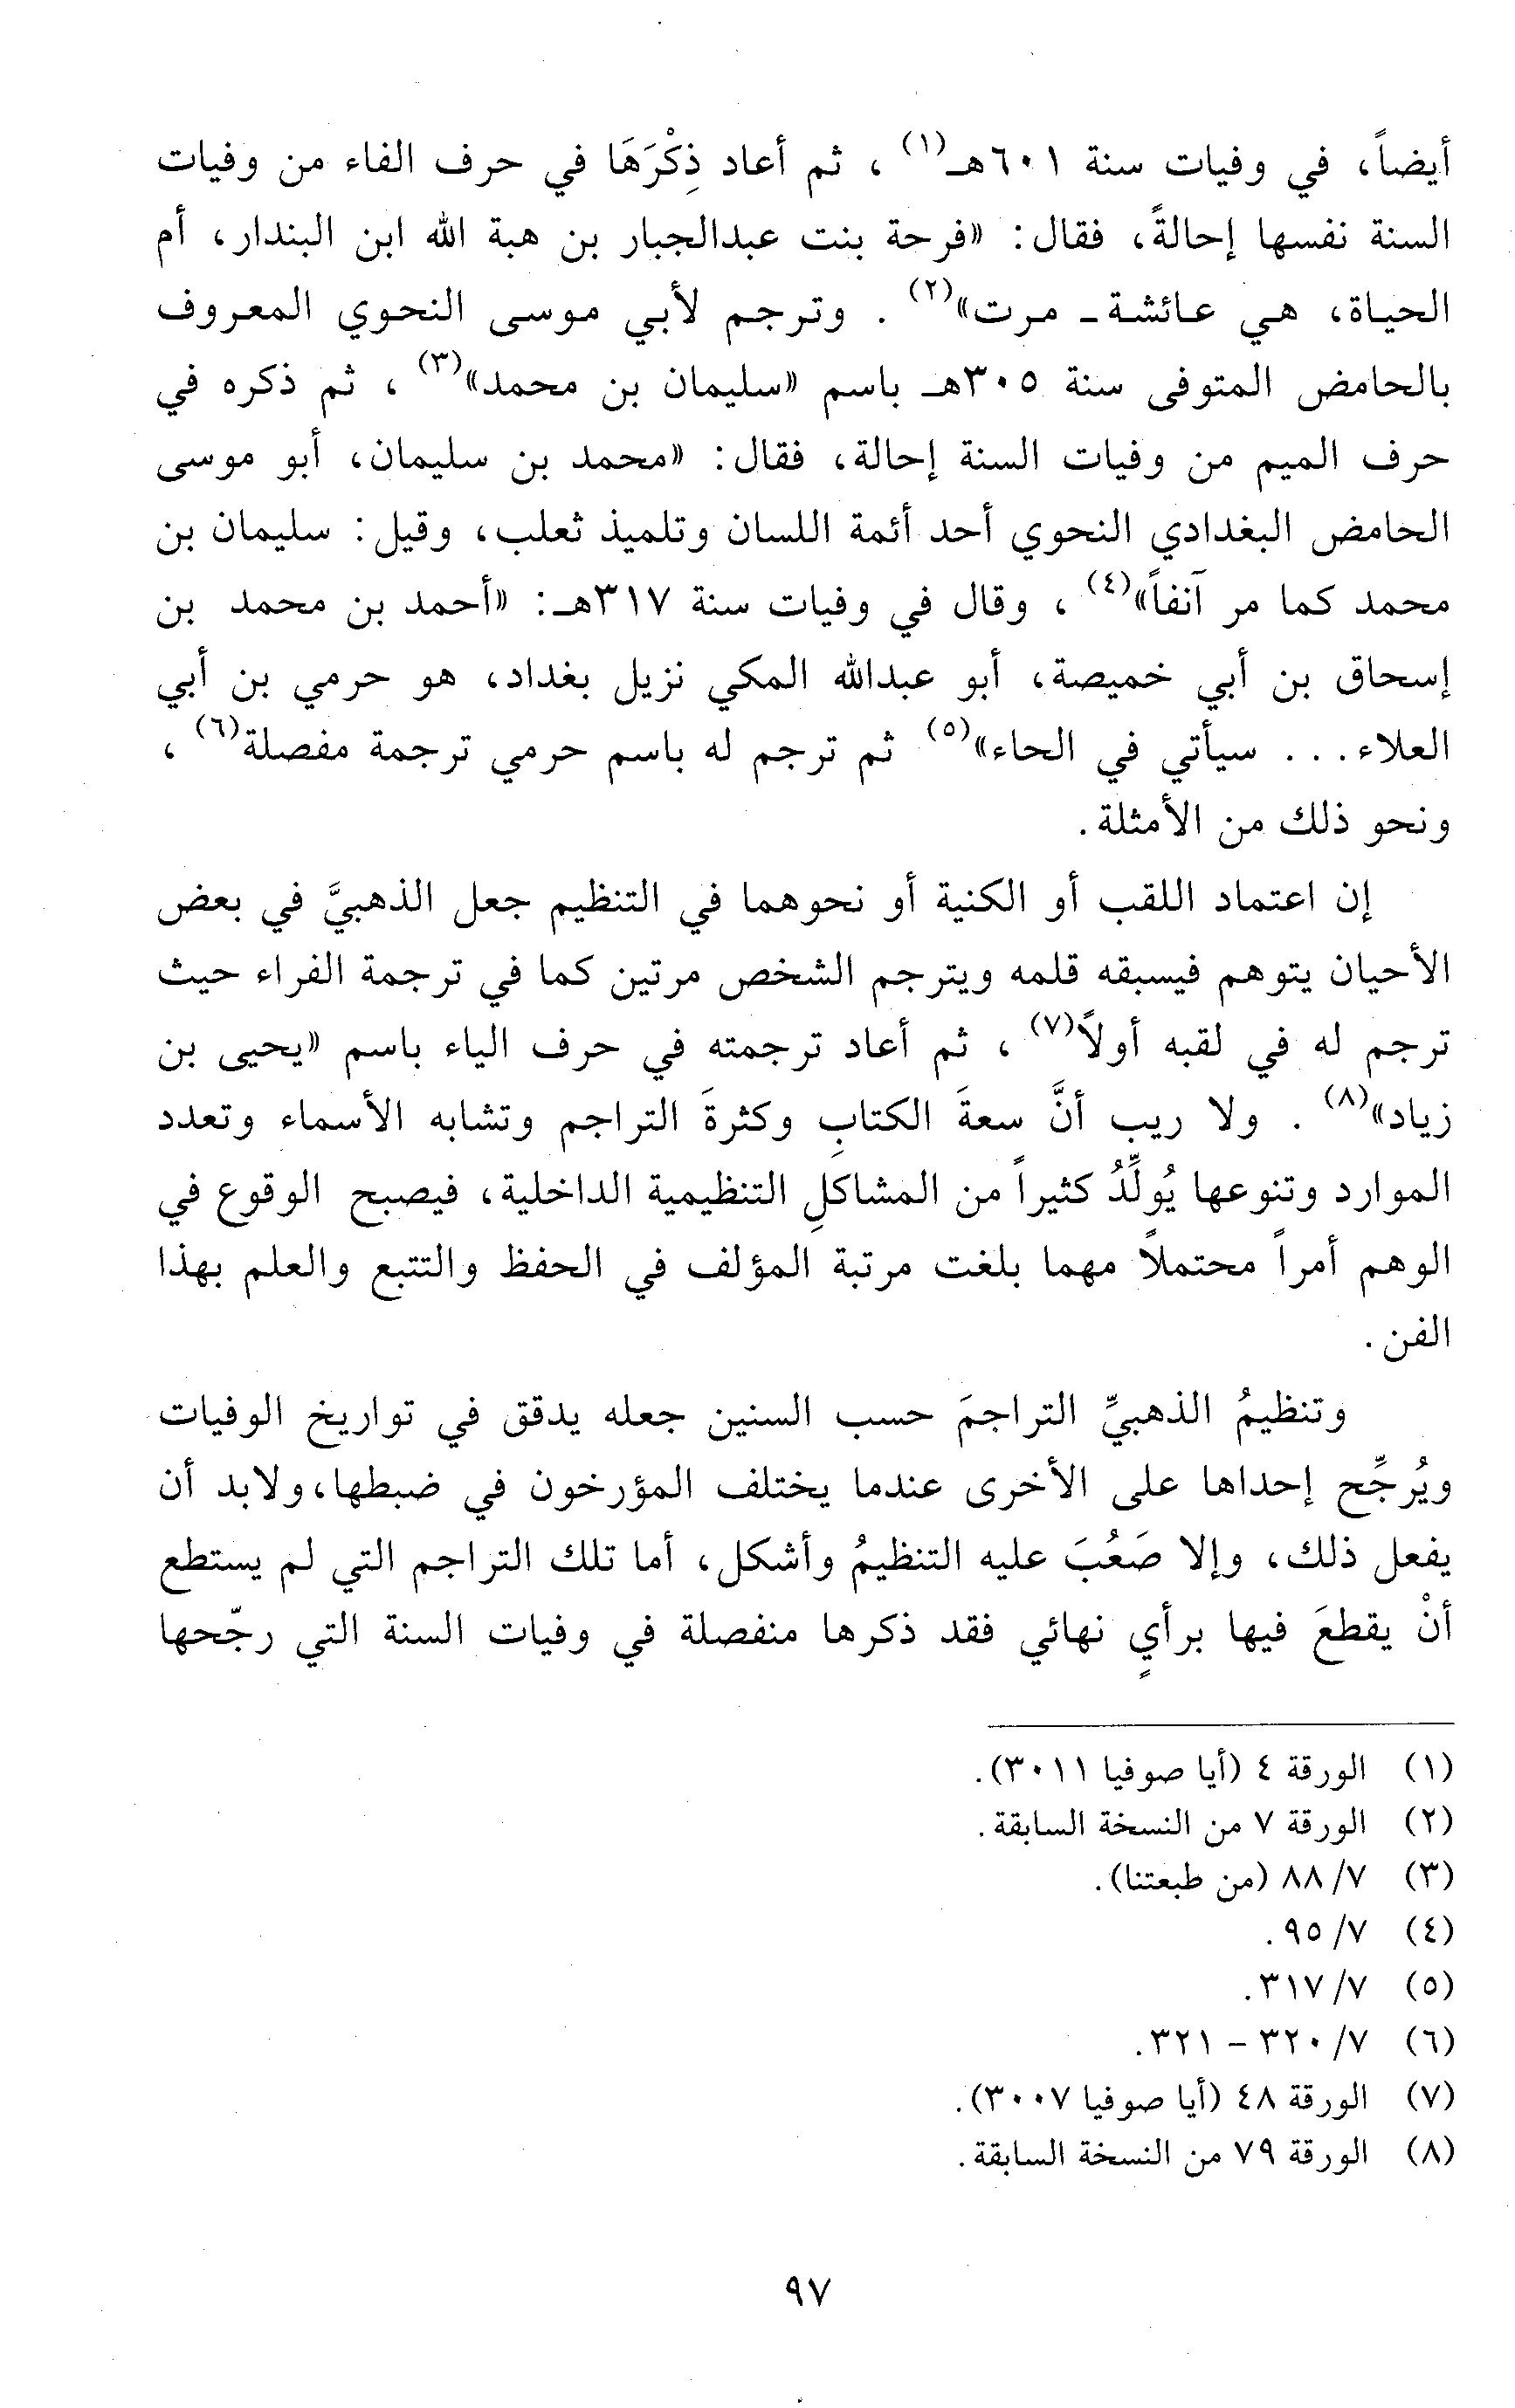 أيضاً، في وفيات سنة ٦٠١هـ(١) ، ثم أعاد ذِكْرَهَا في حرف الفاء من وفيات
السنة نفسها إحالةً، فقال: «فرحة بنت عبدالجبار بن هبة الله ابن البندار، أم
الحياة، هي عائشة ـ مرت»(٢) . وترجم لأبي موسى النحوي المعروف
بالحامض المتوفى سنة ٣٠٥هـ باسم «سليمان بن محمد»(٣) ، ثم ذكره في
حرف الميم من وفيات السنة إحالة، فقال: «محمد بن سليمان، أبو موسى
الحامض البغدادي النحوي أحد أئمة اللسان وتلميذ ثعلب، وقيل: سليمان بن
محمد كما مر آنفاً»(٤) ، وقال في وفيات سنة ٣١٧هـ: «أحمد بن محمد بن
إسحاق بن أبي خميصة، أبو عبدالله المكي نزيل بغداد، هو حرمي بن أبي
العلاء... سيأتي في الحاء»(٥) ثم ترجم له باسم حرمي ترجمة مفصلة(٦) ،
ونحو ذلك من الأمثلة.
إن اعتماد اللقب أو الكنية أو نحوهما في التنظيم جعل الذهبيَّ في بعض
الأحيان يتوهم فيسبقه قلمه ويترجم الشخص مرتين كما في ترجمة الفراء حيث
ترجم له في لقبه أولاً(٧) ، ثم أعاد ترجمته في حرف الياء باسم «يحيى بن
زياد»(٨) . ولا ريب أنَّ سعةَ الكتابِ وكثرةَ التراجم وتشابه الأسماء وتعدد
الموارد وتنوعها يُولِّدُ كثيراً من المشاكلِ التنظيمية الداخلية، فيصبح الوقوع في
الوهم أمراً محتملاً مهما بلغت مرتبة المؤلف في الحفظ والتتبع والعلم بهذا
الفن.
وتنظيمُ الذهبيِّ التراجمَ حسب السنين جعله يدقق في تواريخ الوفيات
ويُرجِّح إحداها على الأخرى عندما يختلف المؤرخون في ضبطها، ولابد أن
يفعل ذلك، وإلا صَعُبَ عليه التنظيمُ وأشكل، أما تلك التراجم التي لم يستطع
أنْ يقطعَ فيها برأيٍ نهائي فقد ذكرها منفصلة في وفيات السنة التي رجّحها
(١) الورقة ٤ (أيا صوفيا ٣٠١١).
(٢) الورقة ٧ من النسخة السابقة.
(٣) ٧/ ٨٨ (من طبعتنا).
(٤) ٧/ ٩٥.
(٥) ٧/ ٣١٧.
(٦) ٧/ ٣٢٠ - ٣٢١.
(٧) الورقة ٤٨ (أيا صوفيا ٣٠٠٧).
(٨) الورقة ٧٩ من النسخة السابقة.
٩٧